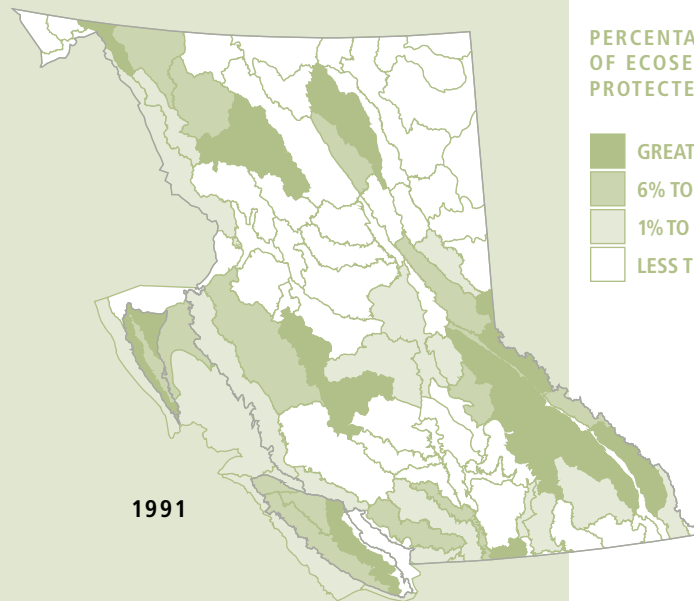 PERCENTA
OF ECOSE
PROTECTE
GREAT
6% TO
1% TO
LESS T
1991